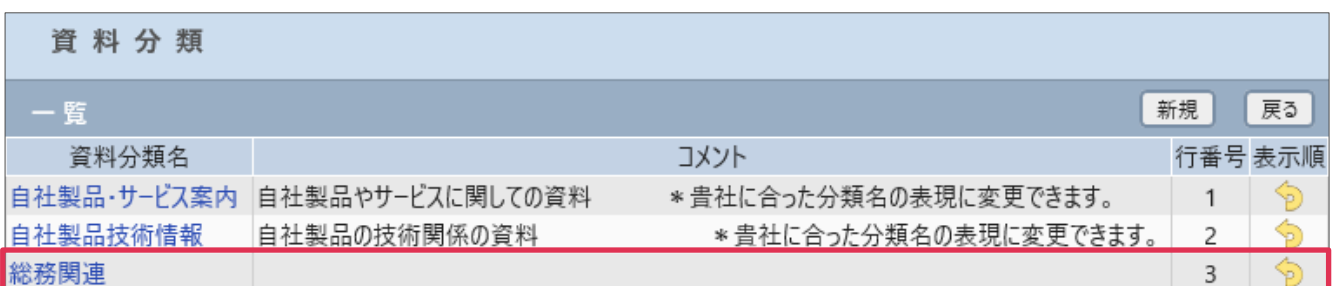 資料分類
一覧 新規 戻る
資料分類名 コメント 行番号 表示順
自社製品・サービス案内 自社製品やサービスに関しての資料 *貴社に合った分類名の表現に変更できます。 1
自社製品技術情報 自社製品の技術関係の資料 *貴社に合った分類名の表現に変更できます。 2
総務関連 3